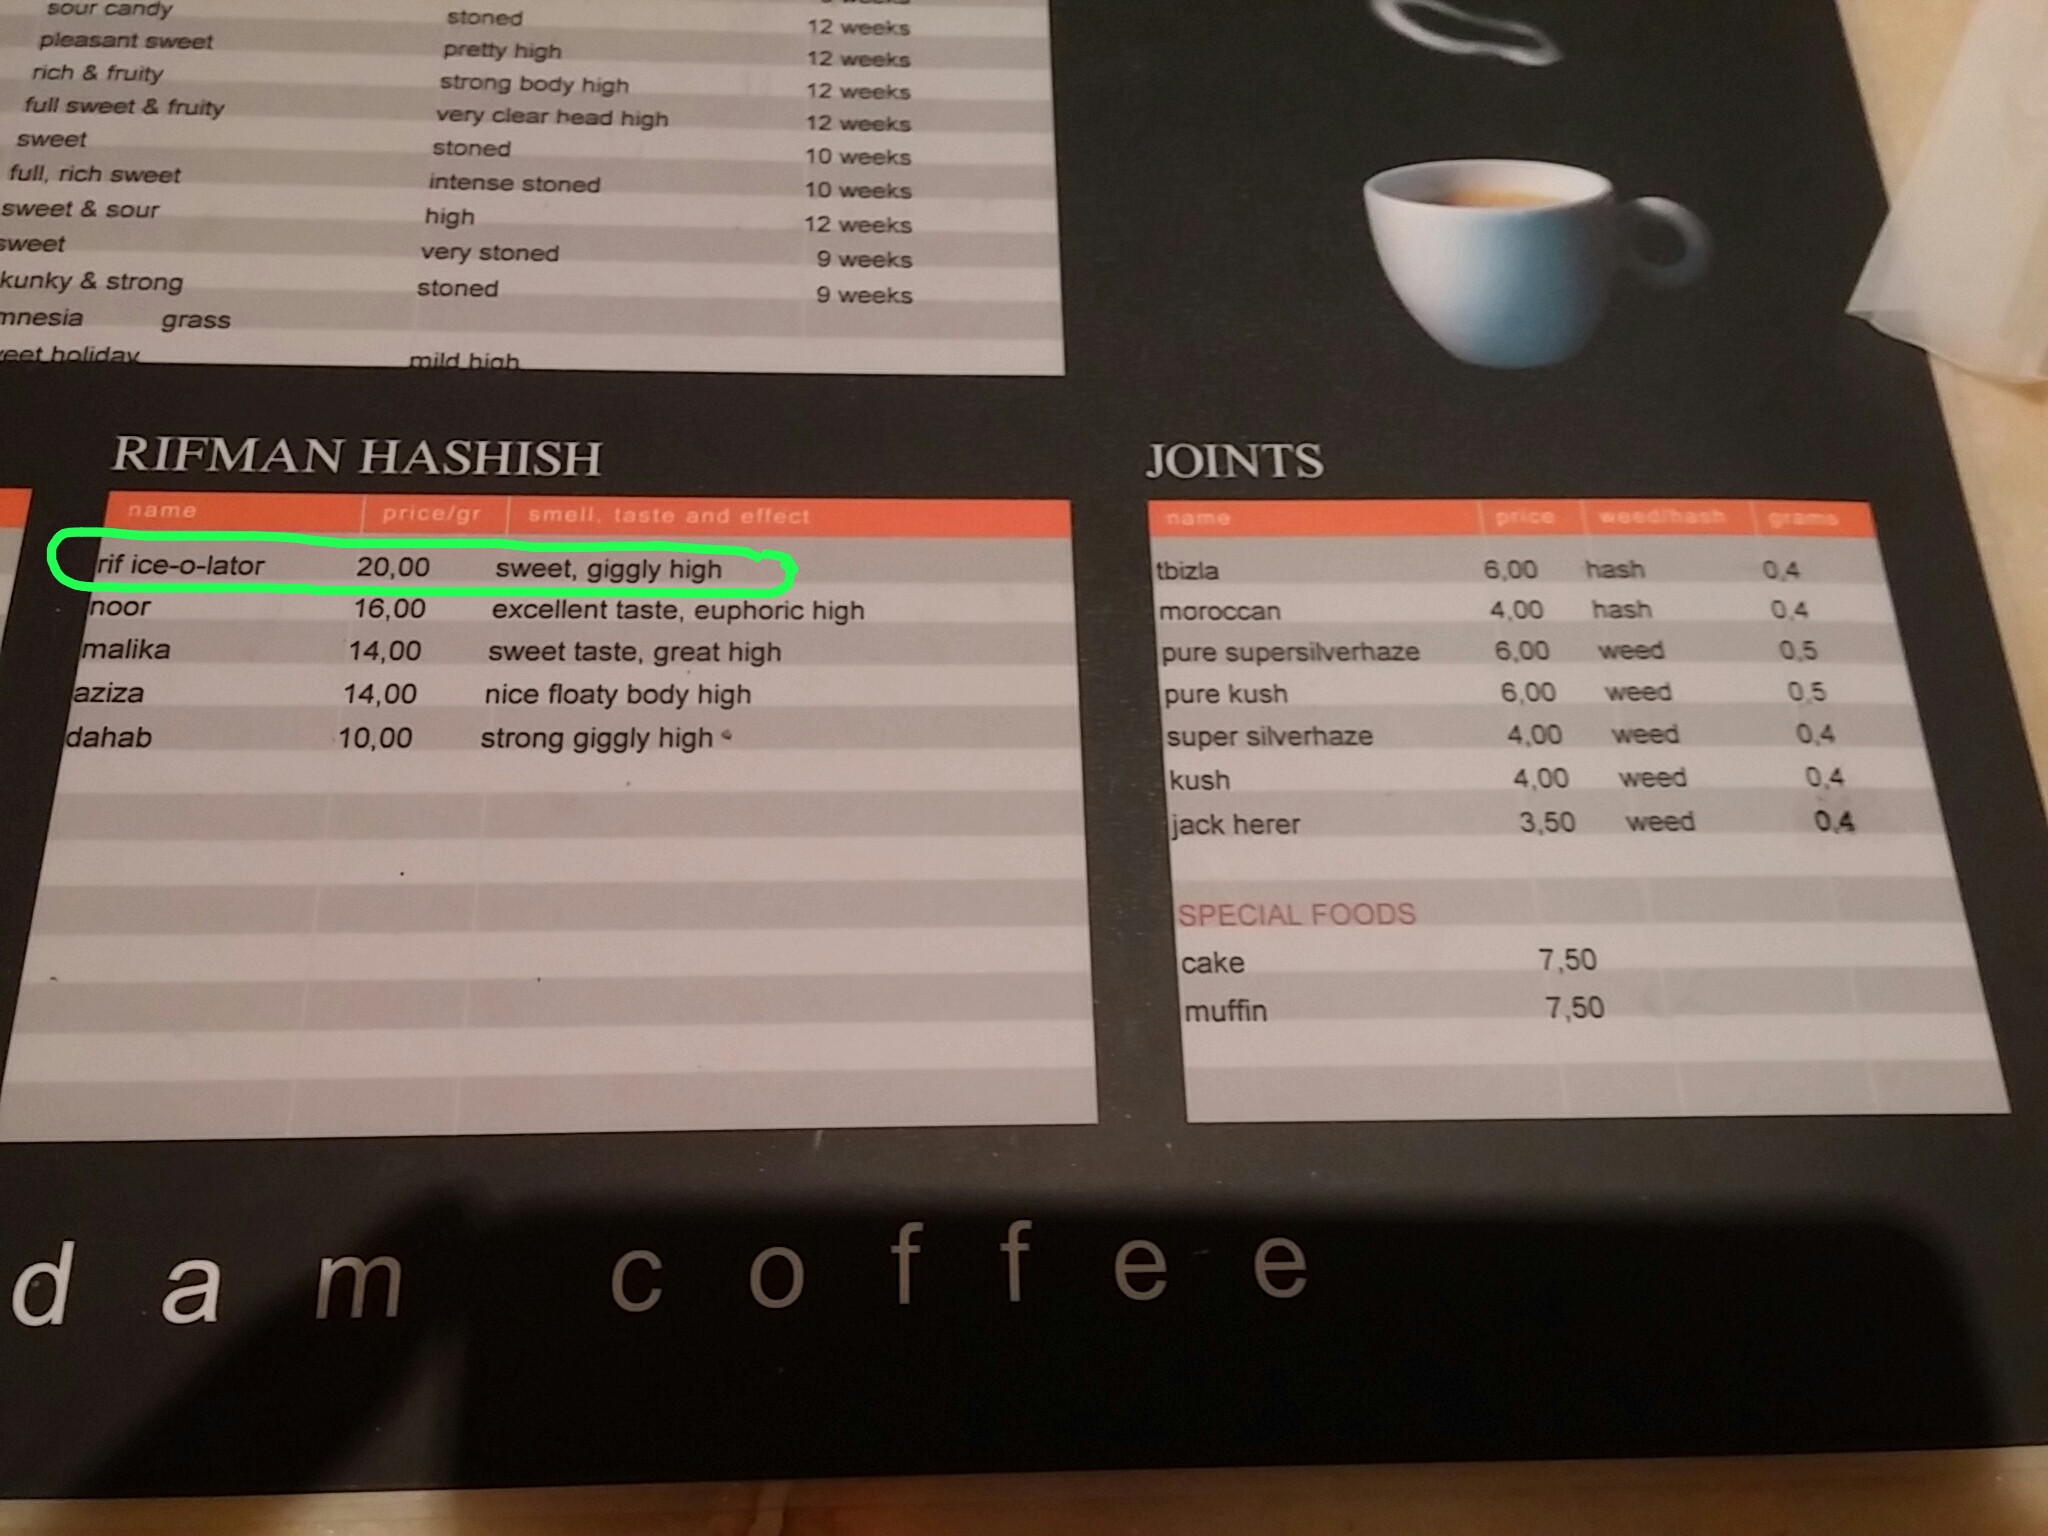 sour candy stoned 12 weeks
pleasant sweet pretty high 12 weeks
rich & fruity strong body high 12 weeks
full sweet & fruity very clear head high 12 weeks
sweet stoned 10 weeks
full, rich sweet intense stoned 10 weeks
sweet & sour high 12 weeks
sweet very stoned 9 weeks
kunky & strong stoned 9 weeks
mnesia grass
eet holiday mild high
RIFMAN HASHISH
name price/gr smell, taste and effect
rif ice-o-lator 20,00 sweet, giggly high
noor 16,00 excellent taste, euphoric high
malika 14,00 sweet taste, great high
aziza 14,00 nice floaty body high
dahab 10,00 strong giggly high
JOINTS
name price weed/hash grams
tbizla 6,00 hash 0,4
moroccan 4,00 hash 0,4
pure supersilverhaze 6,00 weed 0,5
pure kush 6,00 weed 0,5
super silverhaze 4,00 weed 0,4
kush 4,00 weed 0,4
jack herer 3,50 weed 0,4
SPECIAL FOODS
cake 7,50
muffin 7,50
dam coffee